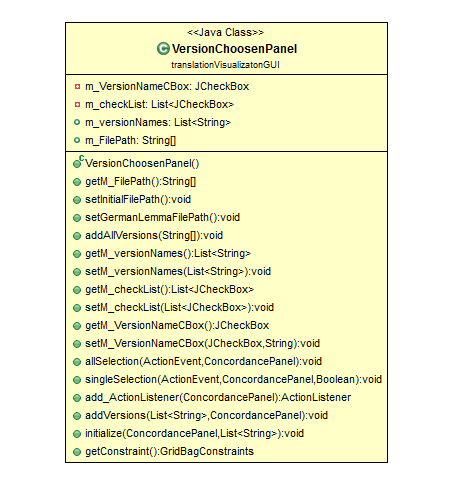 <<Java Class>>
VersionChoosenPanel
translationVisualizatonGUI
m_VersionNameCBox: JCheckBox
m_checkList: List<JCheckBox>
m_versionNames: List<String>
m_FilePath: String[]
VersionChoosenPanel()
getM_FilePath():String[]
setInitialFilePath():void
setGermanLemmaFilePath():void
addAllVersions(String[]):void
getM_versionNames():List<String>
setM_versionNames(List<String>):void
getM_checkList():List<JCheckBox>
setM_checkList(List<JCheckBox>):void
getM_VersionNameCBox():JCheckBox
setM_VersionNameCBox(JCheckBox,String):void
allSelection(ActionEvent,ConcordancePanel):void
singleSelection(ActionEvent,ConcordancePanel,Boolean):void
add_ActionListener(ConcordancePanel):ActionListener
addVersions(List<String>,ConcordancePanel):void
initialize(ConcordancePanel,List<String>):void
getConstraint():GridBagConstraints